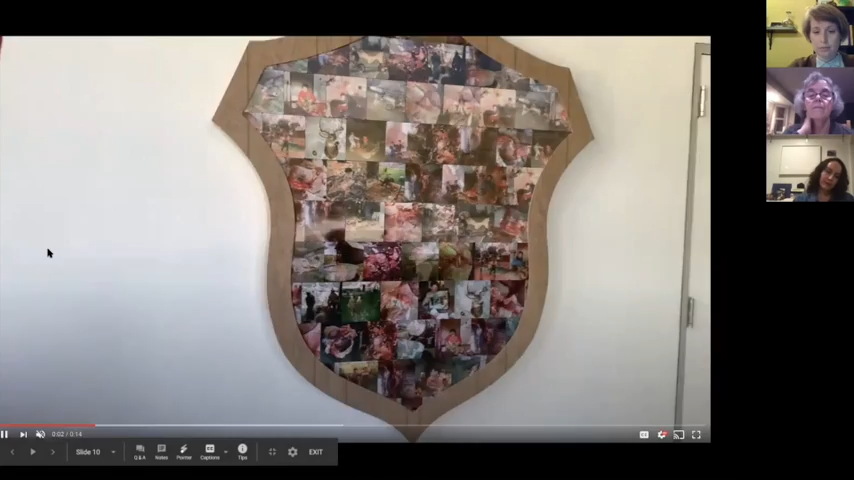 0:02 / 0:14
Slide 10
Q & A
Notes
Pointer
Captions
Tips
EXIT